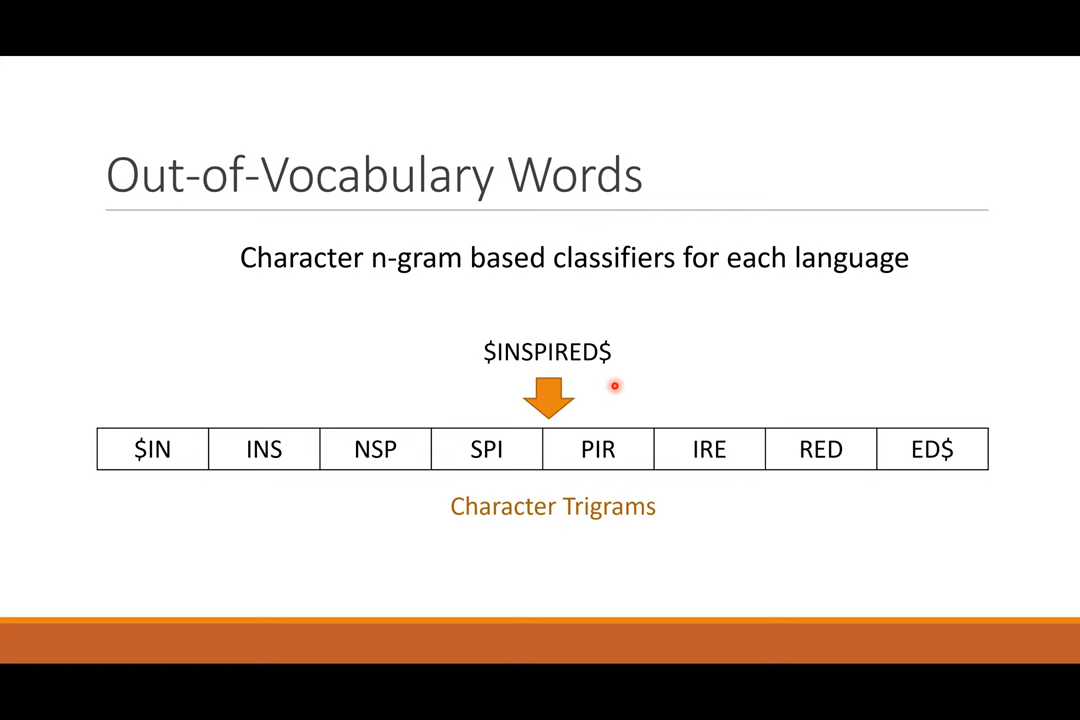 Out-of-Vocabulary Words
Character n-gram based classifiers for each language
$INSPIRED$
$IN INS NSP SPI PIR IRE RED ED$
Character Trigrams